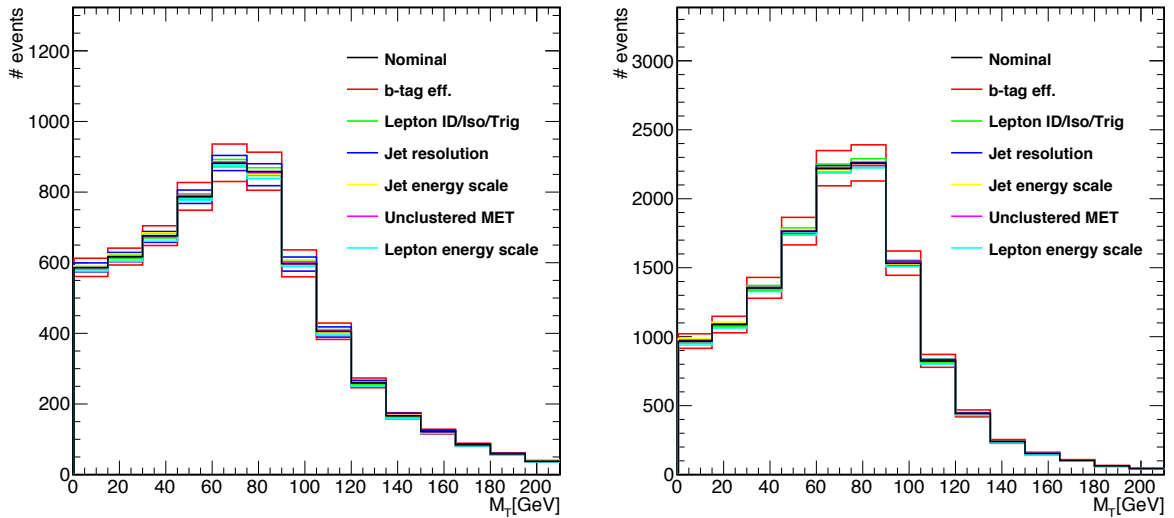 # events
1200
1000
800
600
400
200
0
Nominal
b-tag eff.
Lepton ID/Iso/Trig
Jet resolution
Jet energy scale
Unclustered MET
Lepton energy scale
0 20 40 60 80 100 120 140 160 180 200
M_T[GeV]
# events
3000
2500
2000
1500
1000
500
0
Nominal
b-tag eff.
Lepton ID/Iso/Trig
Jet resolution
Jet energy scale
Unclustered MET
Lepton energy scale
0 20 40 60 80 100 120 140 160 180 200
M_T[GeV]